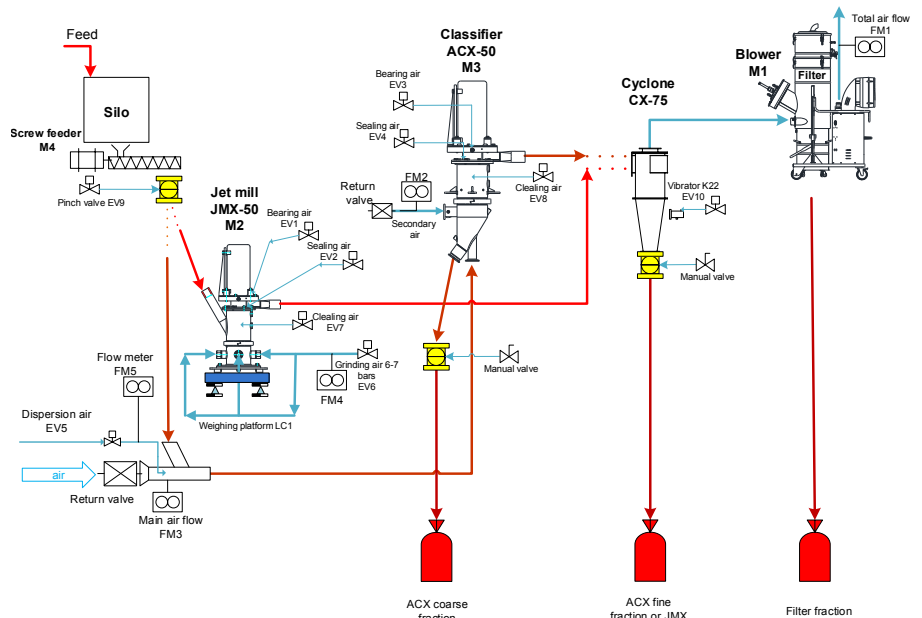 Feed
Silo
Screw feeder
M4
Pinch valve EV9
Jet mill
JMX-50
M2
Bearing air
EV1
Sealing air
EV2
Clealing air
EV7
Grinding air 6-7
bars
EV6
FM4
Weighing platform LC1
Flow meter
FM5
Dispersion air
EV5
air
Return valve
Main air flow
FM3
Classifier
ACX-50
M3
Bearing air
EV3
Sealing air
EV4
Return
valve
FM2
Secondary
air
Clealing air
EV8
Manual valve
ACX coarse
fraction
Cyclone
CX-75
Vibrator K22
EV10
Manual valve
ACX fine
fraction or JMX
Blower
M1
Filter
Total air flow
FM1
Filter fraction